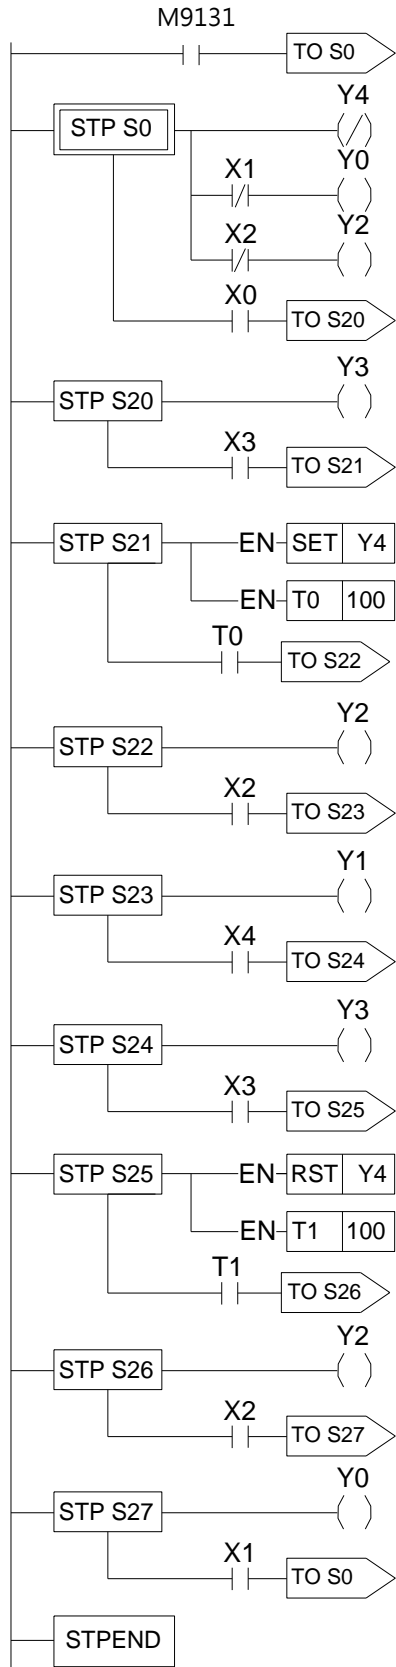 M9131
TO S0
STP S0
Y4
X1
Y0
X2
Y2
X0
TO S20
STP S20
Y3
X3
TO S21
STP S21
EN SET Y4
EN T0 100
T0
TO S22
STP S22
Y2
X2
TO S23
STP S23
Y1
X4
TO S24
STP S24
Y3
X3
TO S25
STP S25
EN RST Y4
EN T1 100
T1
TO S26
STP S26
Y2
X2
TO S27
STP S27
Y0
X1
TO S0
STPEND